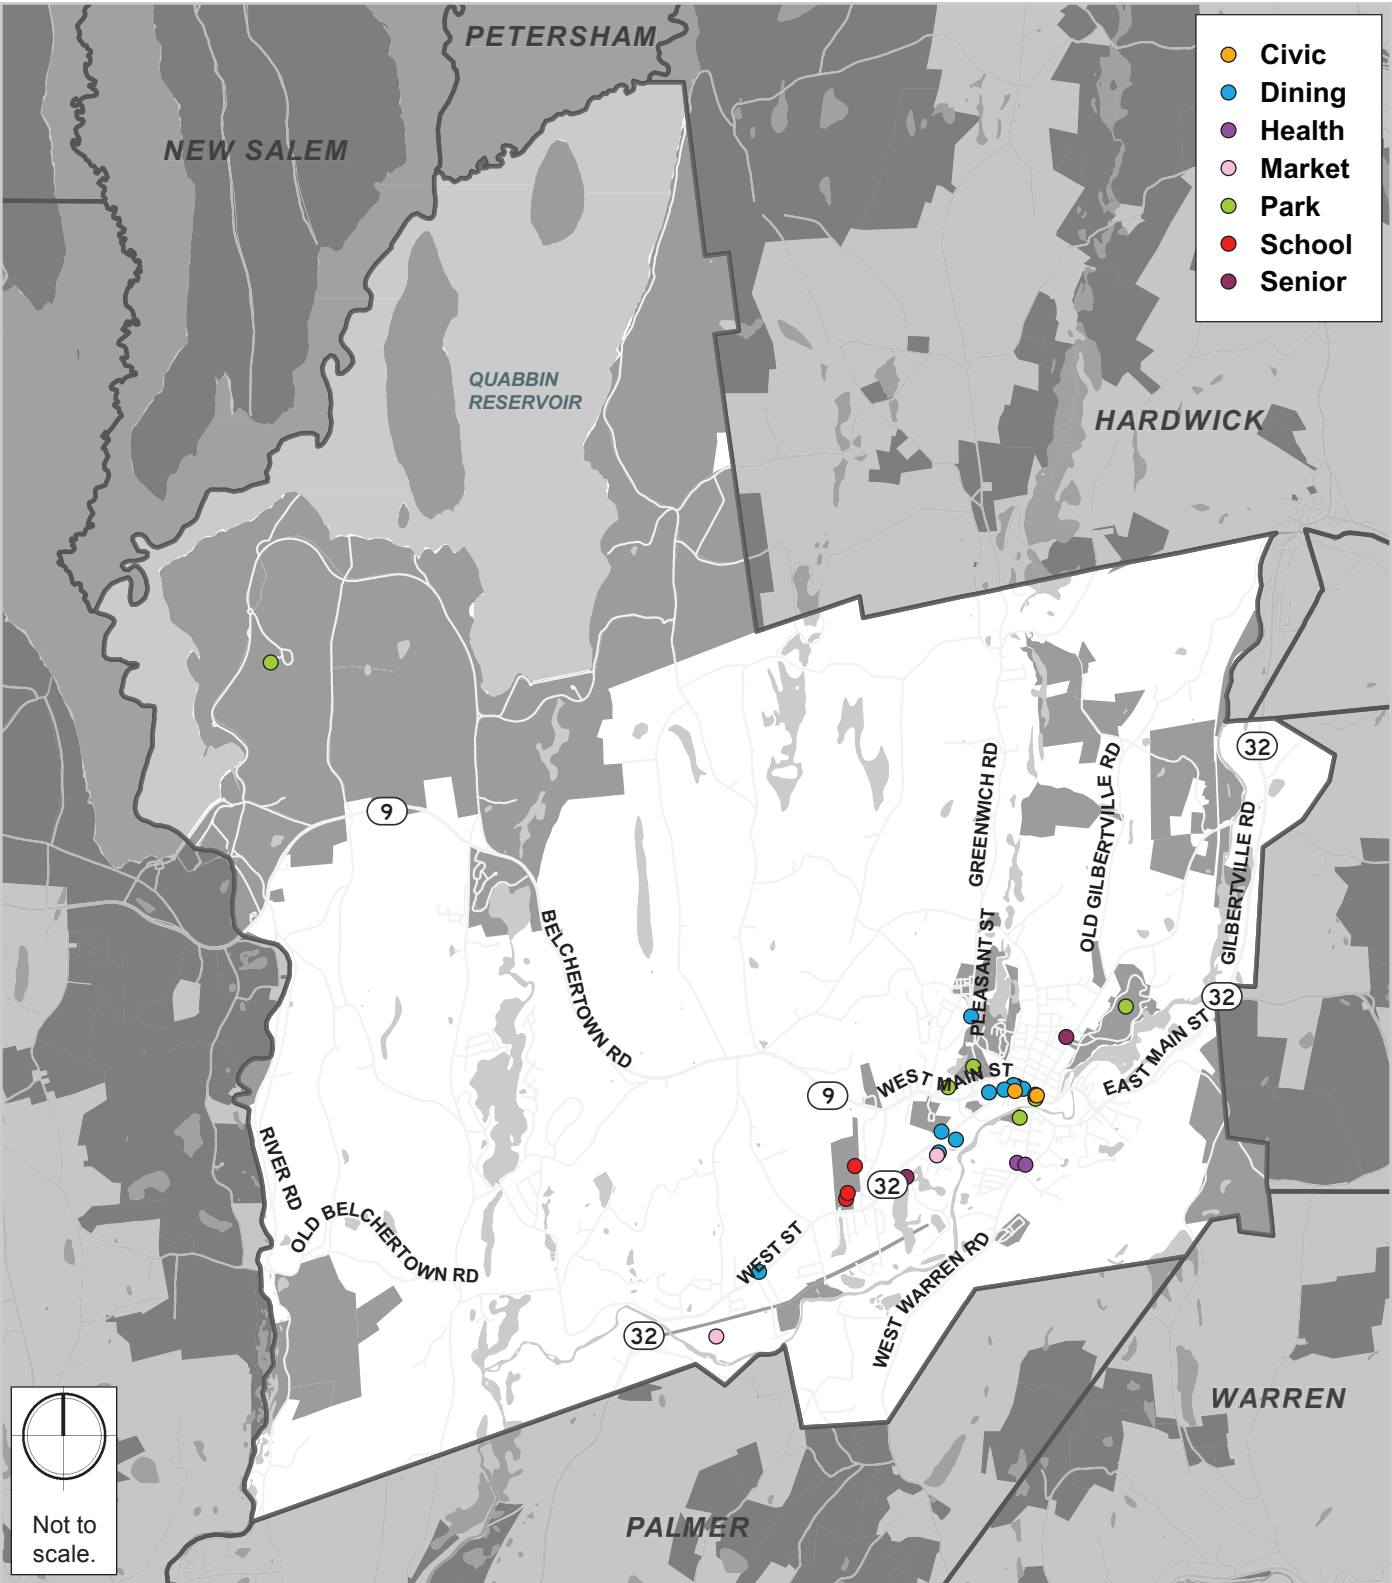 PETERSHAM
NEW SALEM
Civic
Dining
Health
Market
Park
School
Senior
QUABBIN
RESERVOIR
HARDWICK
32
9
GREENWICH RD
OLD GILBERTVILLE RD
GILBERTVILLE RD
BELCHERTOWN RD
PLEASANT ST
32
EAST MAIN ST
WEST MAIN ST
9
RIVER RD
32
OLD BELCHERTOWN RD
WEST ST
WEST WARREN RD
32
WARREN
PALMER
Not to
scale.